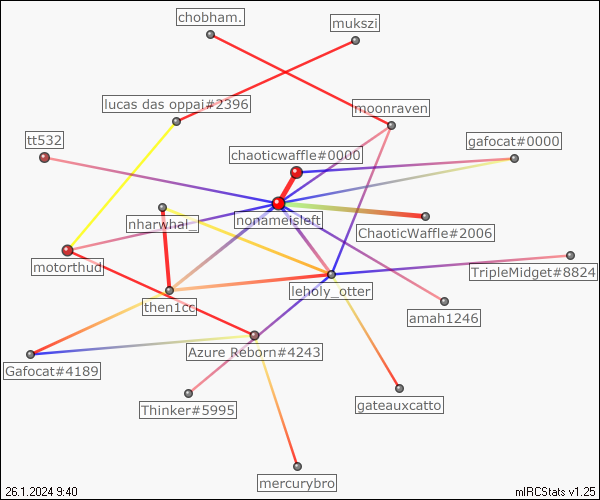 chobham.
mukszi
lucas das oppai#2396
moonraven
tt532
gafocat#0000
chaoticwaffle#0000
nharwhal_
nonameisleft
ChaoticWaffle#2006
motorthud
TripleMidget#8824
leholy_otter
then1cc
amah1246
Azure Reborn#4243
Gafocat#4189
Thinker#5995
gateauxcatto
mercurybro
26.1.2024 9:40
mIRCStats v1.25